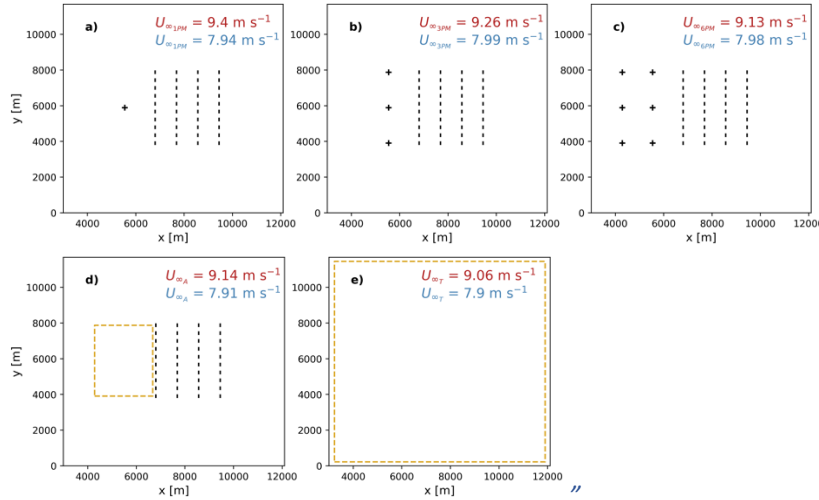 a)
U∞1PM = 9.4 m s⁻¹
U∞1PM = 7.94 m s⁻¹
10000
8000
6000
4000
2000
0
y [m]
4000 6000 8000 10000 12000
x [m]
b)
U∞3PM = 9.26 m s⁻¹
U∞3PM = 7.99 m s⁻¹
10000
8000
6000
4000
2000
0
4000 6000 8000 10000 12000
x [m]
c)
U∞6PM = 9.13 m s⁻¹
U∞6PM = 7.98 m s⁻¹
10000
8000
6000
4000
2000
0
4000 6000 8000 10000 12000
x [m]
d)
U∞A = 9.14 m s⁻¹
U∞A = 7.91 m s⁻¹
10000
8000
6000
4000
2000
0
y [m]
4000 6000 8000 10000 12000
x [m]
e)
U∞T = 9.06 m s⁻¹
U∞T = 7.9 m s⁻¹
10000
8000
6000
4000
2000
0
4000 6000 8000 10000 12000
x [m]
”